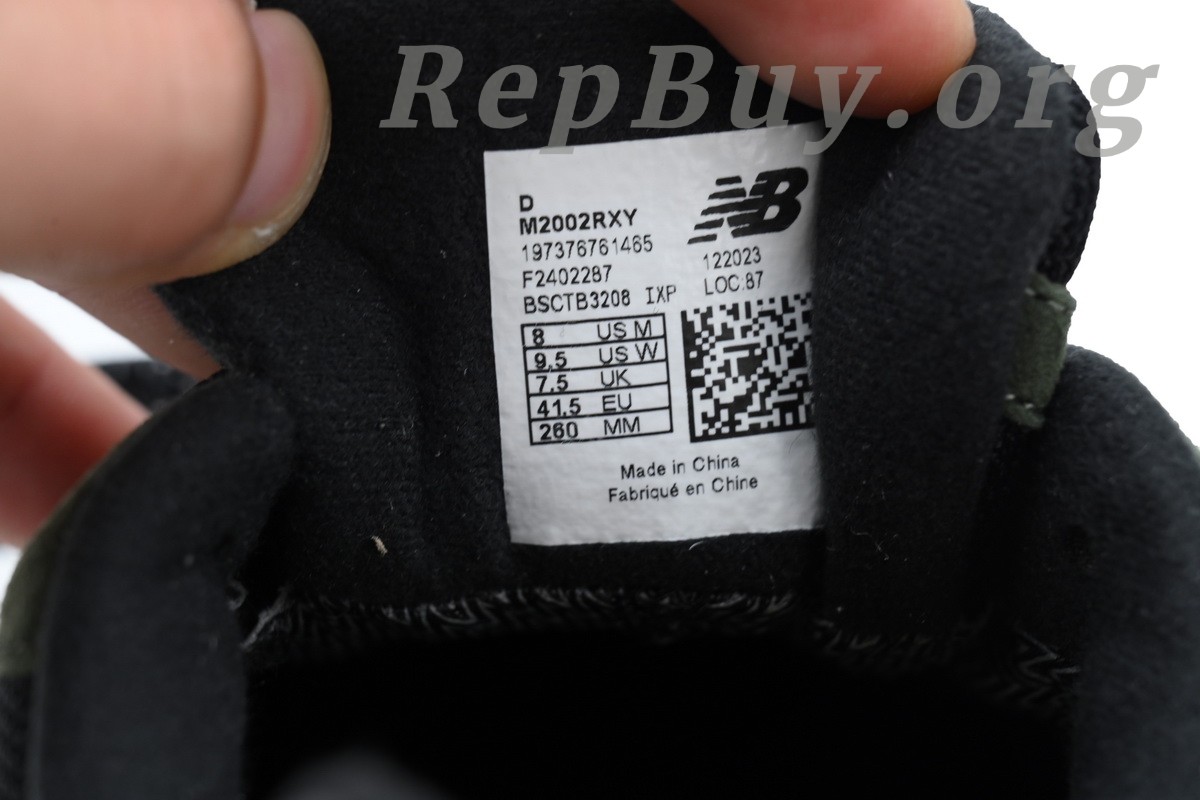 RepBuy.org
NB
D
M2002RXY
197376761465
F2402287
BSCTB3208 IXP
122023
LOC:87
8 US M
9.5 US W
7.5 UK
41.5 EU
260 MM
Made in China
Fabriqué en Chine